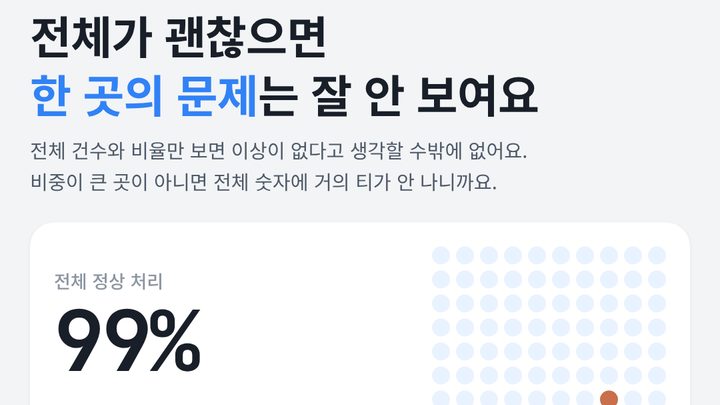 전체가 괜찮으면
한 곳의 문제는 잘 안 보여요
전체 건수와 비율만 보면 이상이 없다고 생각할 수밖에 없어요.
비중이 큰 곳이 아니면 전체 숫자에 거의 티가 안 나니까요.
전체 정상 처리
99%